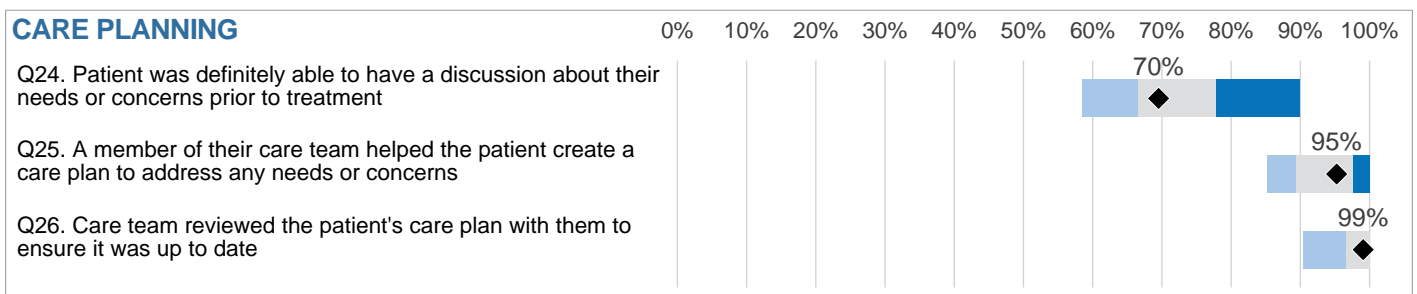 CARE PLANNING 0% 10% 20% 30% 40% 50% 60% 70% 80% 90% 100%
Q24. Patient was definitely able to have a discussion about their
needs or concerns prior to treatment
70%
Q25. A member of their care team helped the patient create a
care plan to address any needs or concerns
95%
Q26. Care team reviewed the patient's care plan with them to
ensure it was up to date
99%